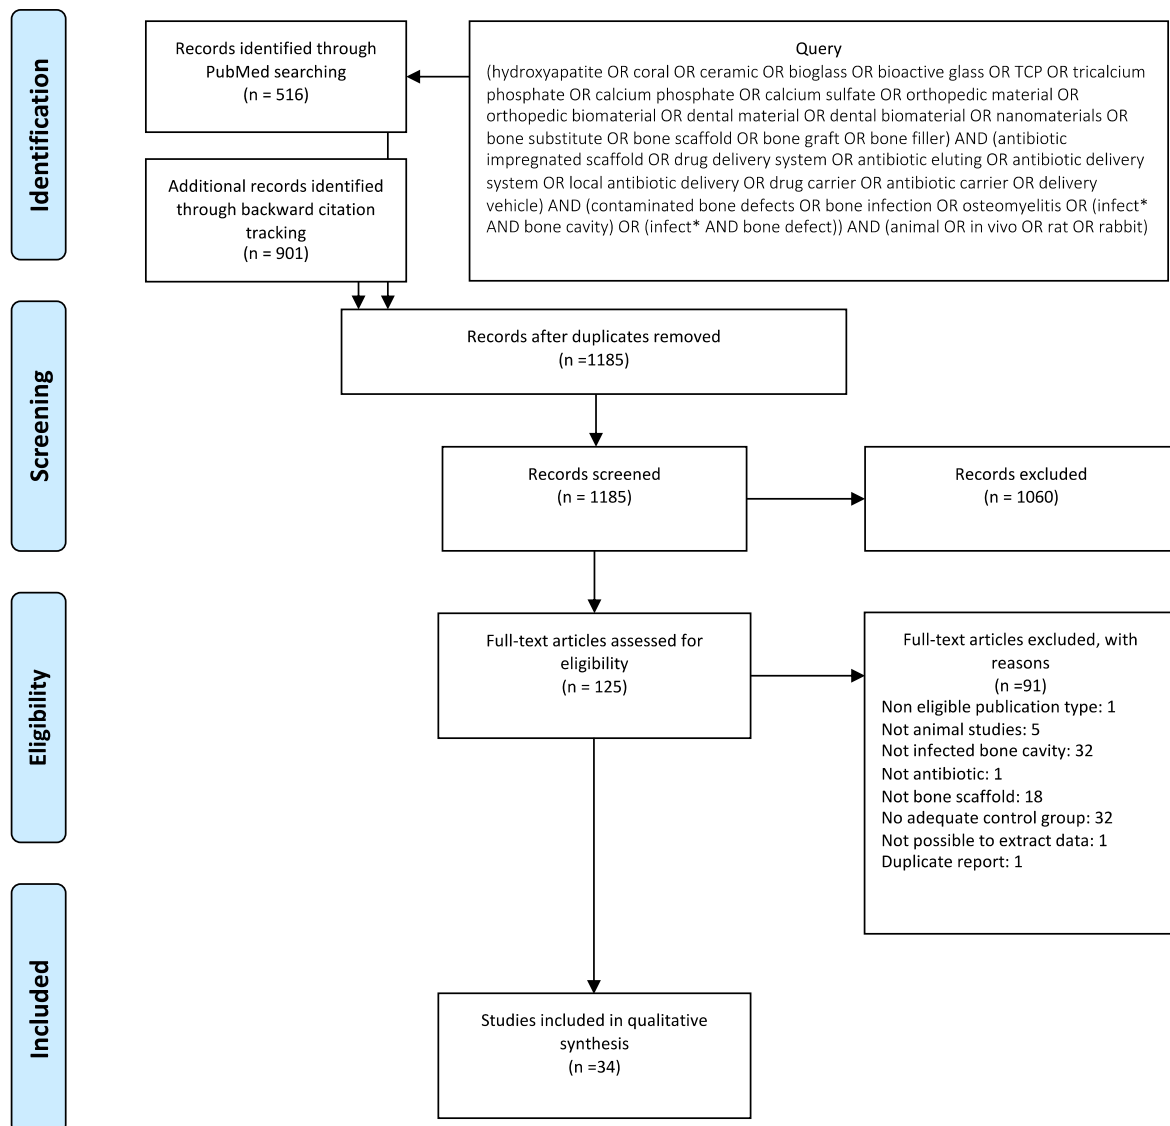 Identification
Records identified through
PubMed searching
(n = 516)
Query
(hydroxyapatite OR coral OR ceramic OR bioglass OR bioactive glass OR TCP OR tricalcium
phosphate OR calcium phosphate OR calcium sulfate OR orthopedic material OR
orthopedic biomaterial OR dental material OR dental biomaterial OR nanomaterials OR
bone substitute OR bone scaffold OR bone graft OR bone filler) AND (antibiotic
impregnated scaffold OR drug delivery system OR antibiotic eluting OR antibiotic delivery
system OR local antibiotic delivery OR drug carrier OR antibiotic carrier OR delivery
vehicle) AND (contaminated bone defects OR bone infection OR osteomyelitis OR (infect*
AND bone cavity) OR (infect* AND bone defect)) AND (animal OR in vivo OR rat OR rabbit)
Additional records identified
through backward citation
tracking
(n = 901)
Screening
Records after duplicates removed
(n =1185)
Records screened
(n = 1185)
Records excluded
(n = 1060)
Eligibility
Full-text articles assessed for
eligibility
(n = 125)
Full-text articles excluded, with
reasons
(n =91)
Non eligible publication type: 1
Not animal studies: 5
Not infected bone cavity: 32
Not antibiotic: 1
Not bone scaffold: 18
No adequate control group: 32
Not possible to extract data: 1
Duplicate report: 1
Included
Studies included in qualitative
synthesis
(n =34)